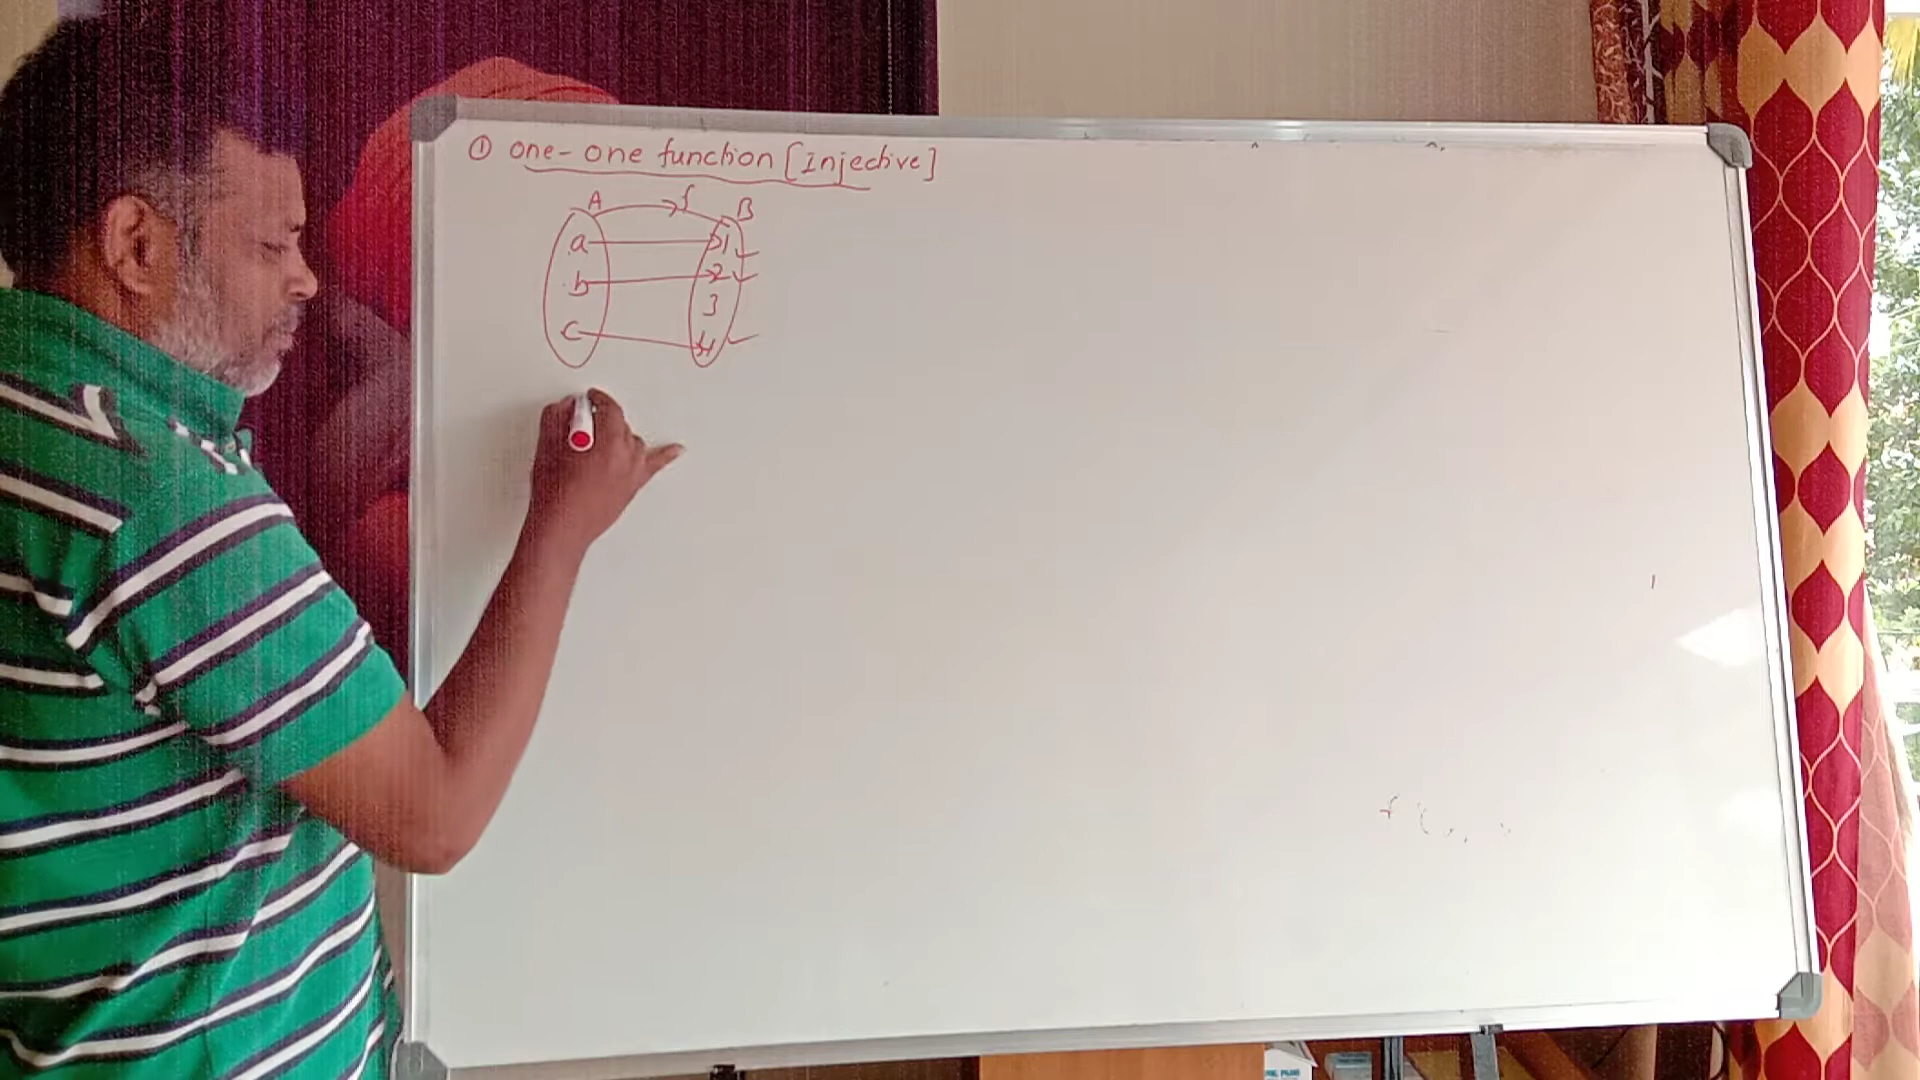 ① one-one function [Injective]
A f B
a 1
b 2
3
c 4
f (